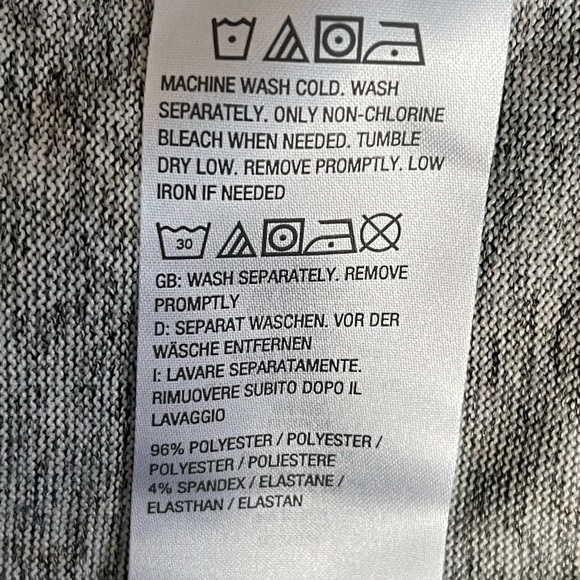 MACHINE WASH COLD. WASH
SEPARATELY. ONLY NON-CHLORINE
BLEACH WHEN NEEDED. TUMBLE
DRY LOW. REMOVE PROMPTLY. LOW
IRON IF NEEDED
30
GB: WASH SEPARATELY. REMOVE
PROMPTLY
D: SEPARAT WASCHEN. VOR DER
WÄSCHE ENTFERNEN
I: LAVARE SEPARATAMENTE.
RIMUOVERE SUBITO DOPO IL
LAVAGGIO
96% POLYESTER / POLYESTER /
POLYESTER / POLIESTERE
4% SPANDEX / ELASTANE /
ELASTHAN / ELASTAN